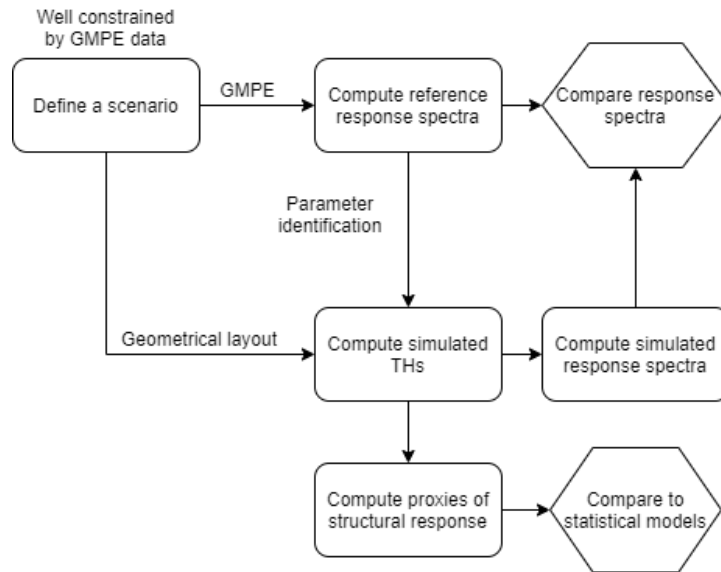 Well constrained
by GMPE data
Define a scenario
GMPE
Compute reference
response spectra
Compare response
spectra
Parameter
identification
Geometrical layout
Compute simulated
THs
Compute simulated
response spectra
Compute proxies of
structural response
Compare to
statistical models